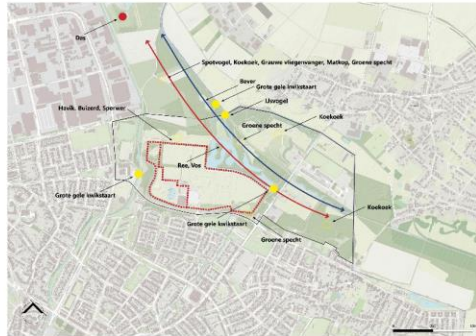 Das
Spotvogel, Koekoek, Grauwe vliegenvanger, Matkop, Groene specht
Bever
Grote gele kwikstaart
IJsvogel
Havik, Buizerd, Sperwer
Groene specht
Koekoek
Ree, Vos
Grote gele kwikstaart
Koekoek
Grote gele kwikstaart
Groene specht